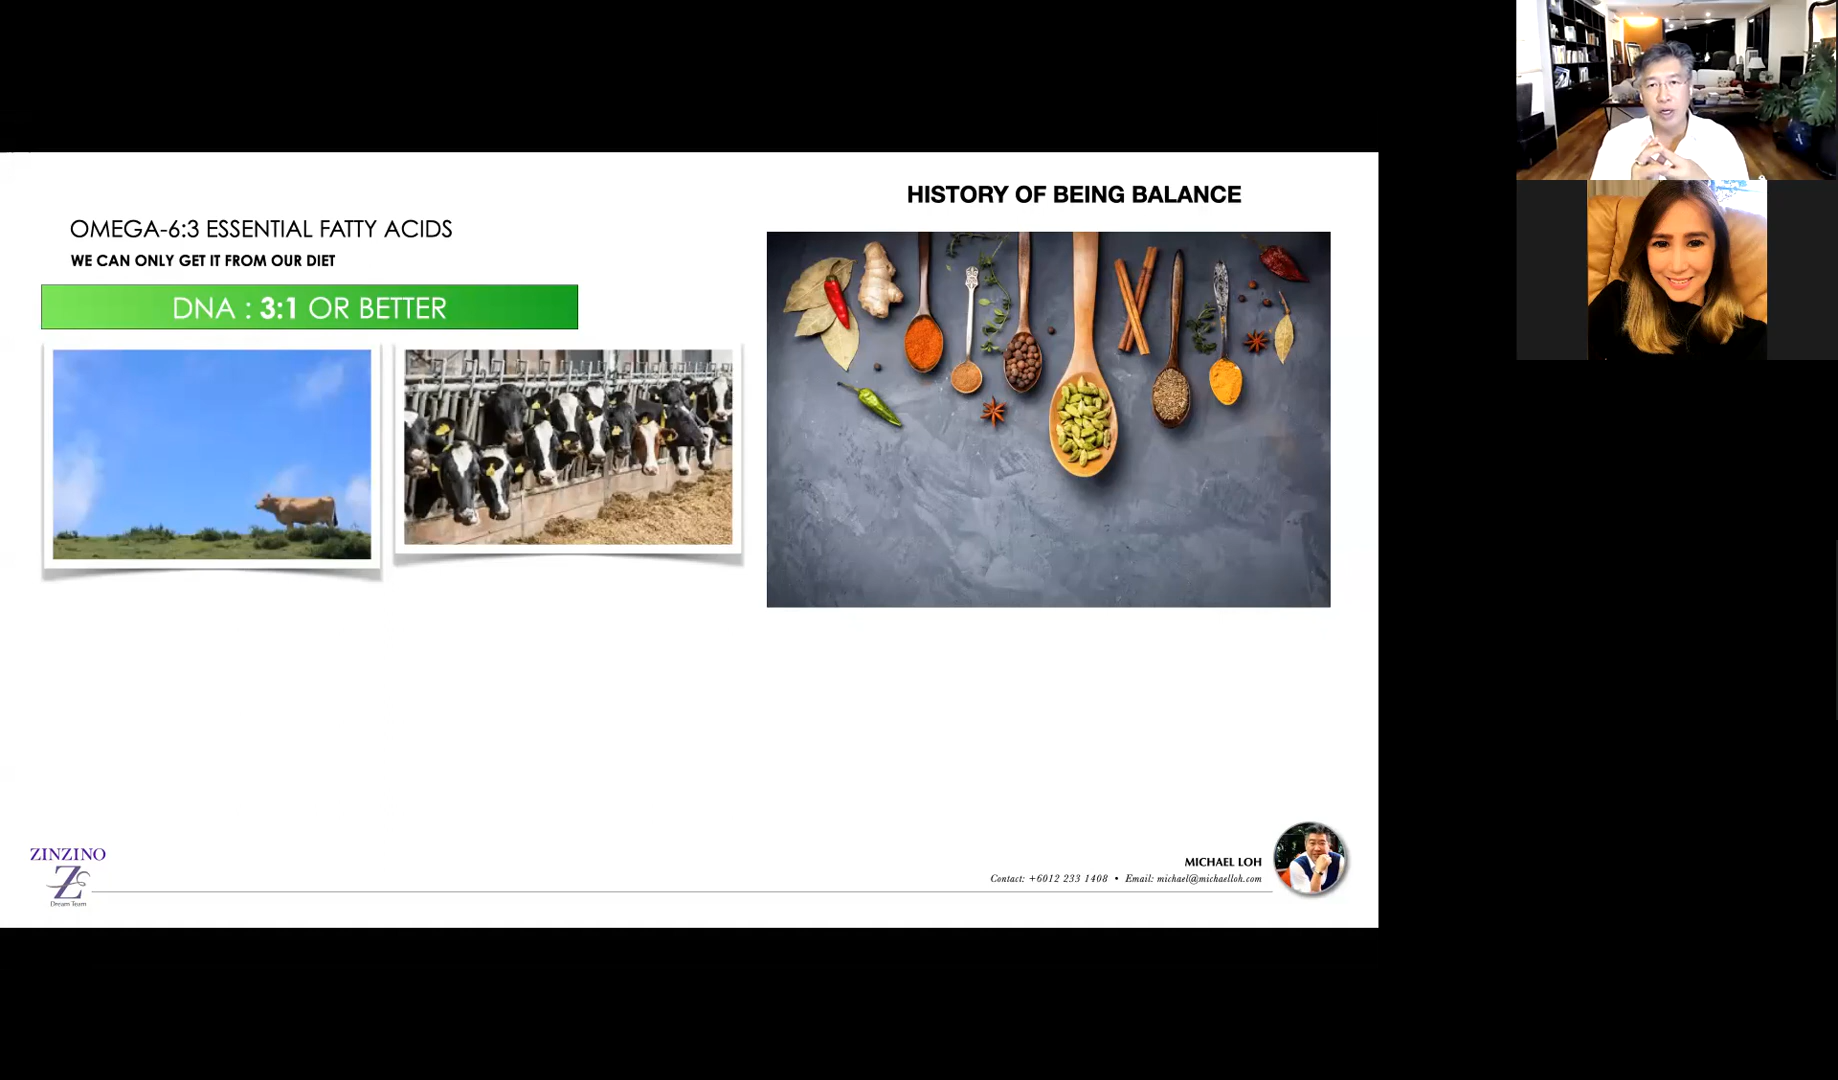 HISTORY OF BEING BALANCE
OMEGA-6:3 ESSENTIAL FATTY ACIDS
WE CAN ONLY GET IT FROM OUR DIET
DNA : 3:1 OR BETTER
ZINZINO
Z
Dream Team
MICHAEL LOH
Contact: +6012 233 1408 • Email: michael@michaelloh.com